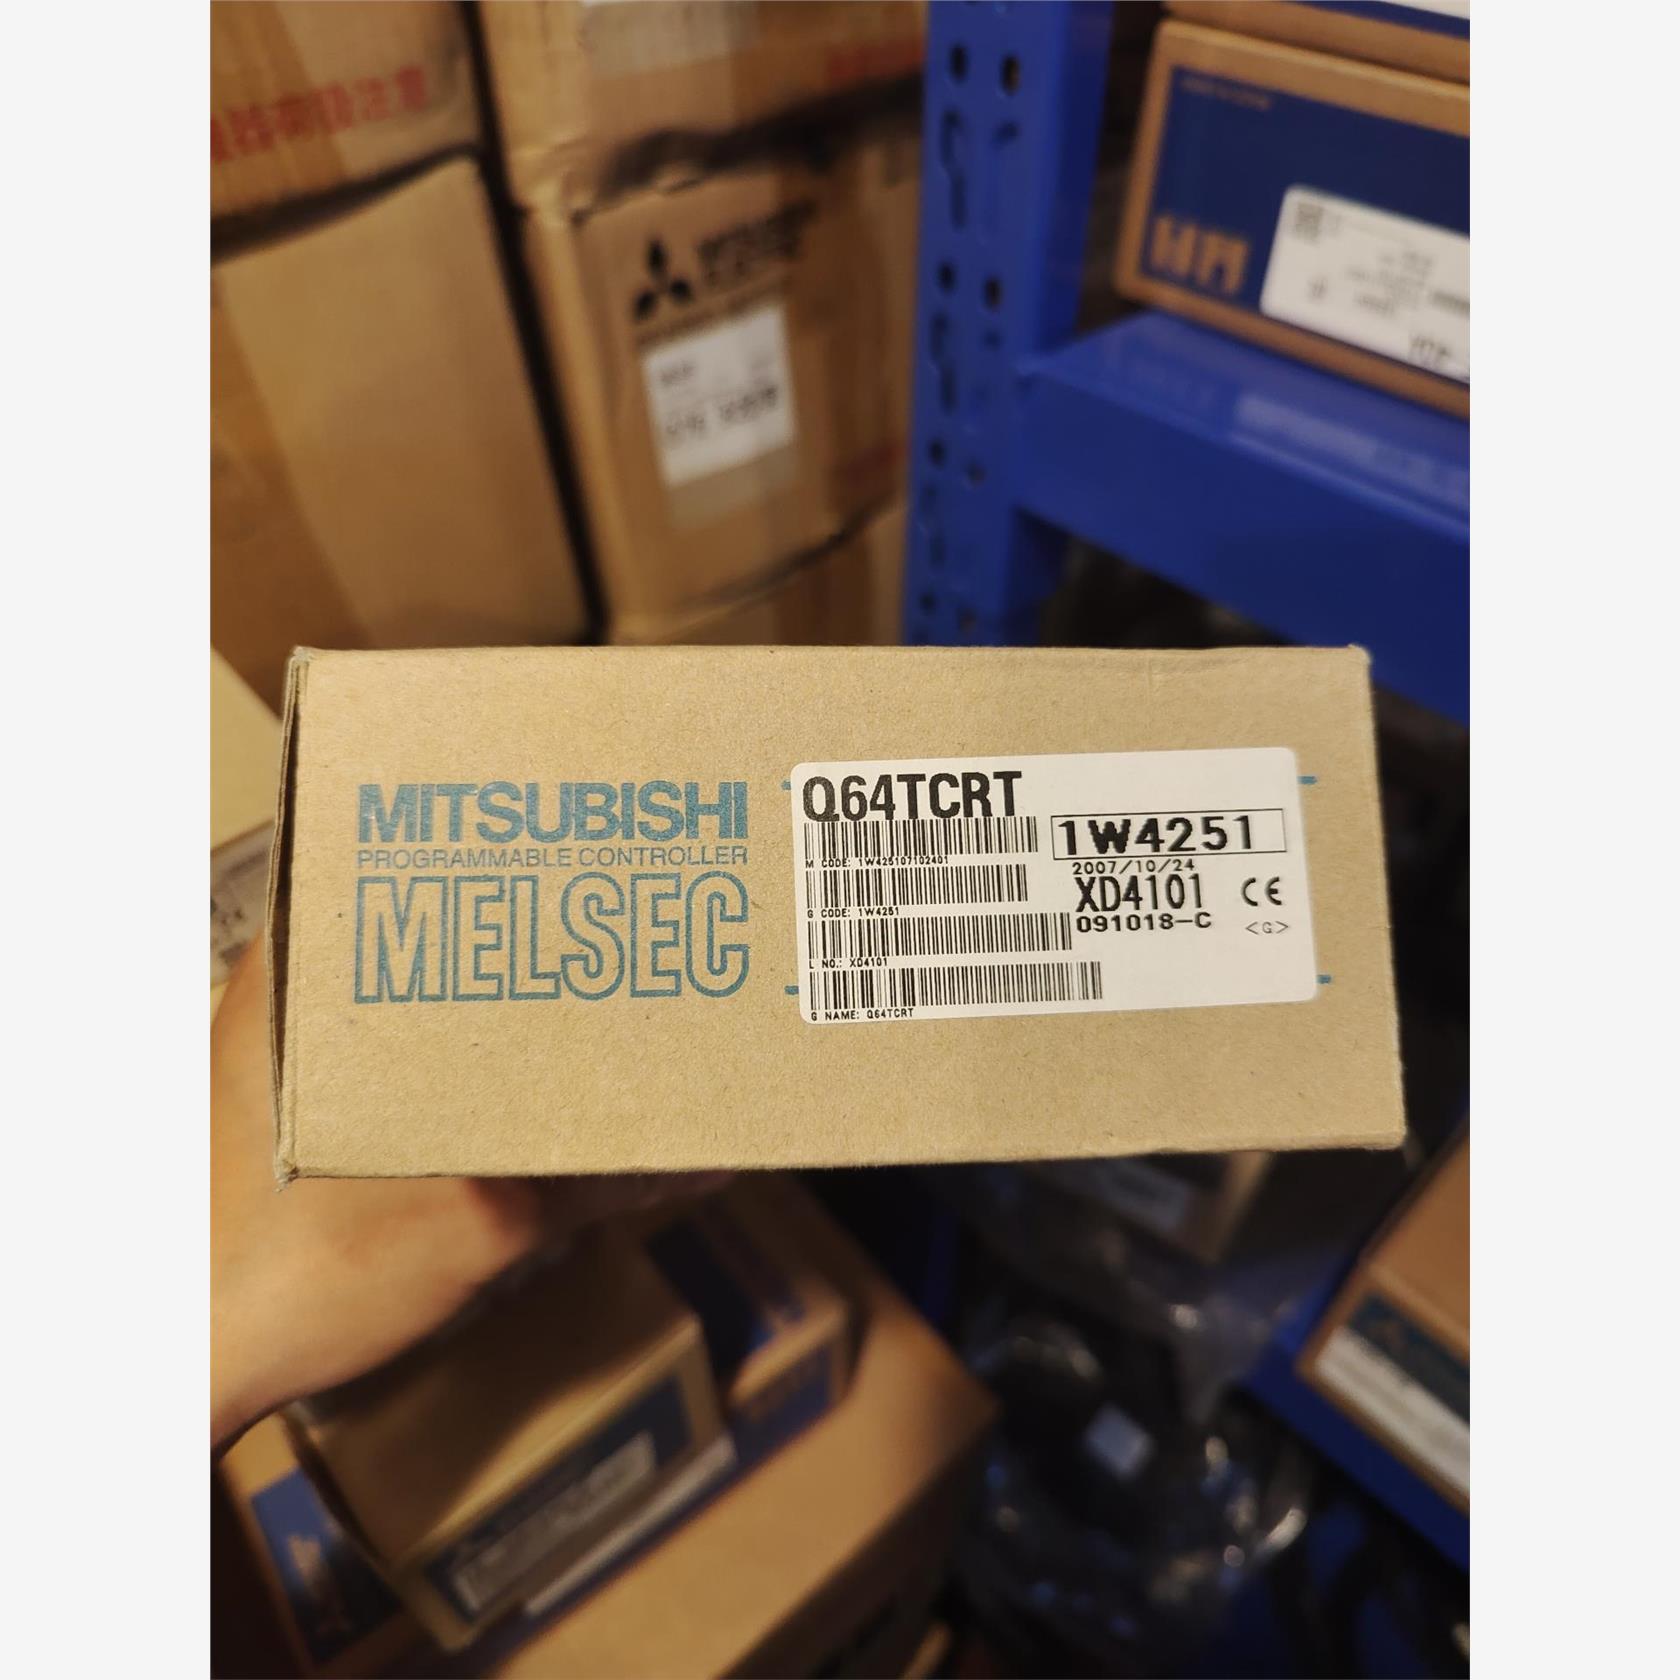 MITSUBISHI
PROGRAMMABLE CONTROLLER
MELSEC
Q64TCRT
M CODE: 1W425107102401
1W4251
2007/10/24
G CODE: 1W4251
XD4101
CE
091018-C
<G>
L NO.: XD4101
G NAME: Q64TCRT